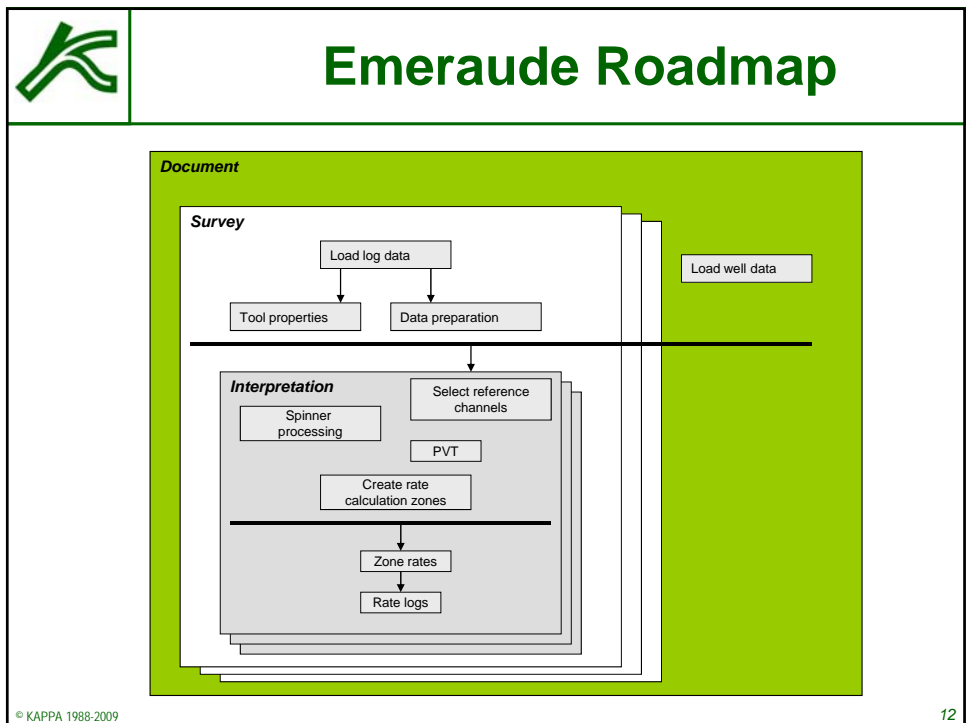 Emeraude Roadmap
Document
Survey
Load log data
Load well data
Tool properties
Data preparation
Interpretation
Select reference
channels
Spinner
processing
PVT
Create rate
calculation zones
Zone rates
Rate logs
© KAPPA 1988-2009
12